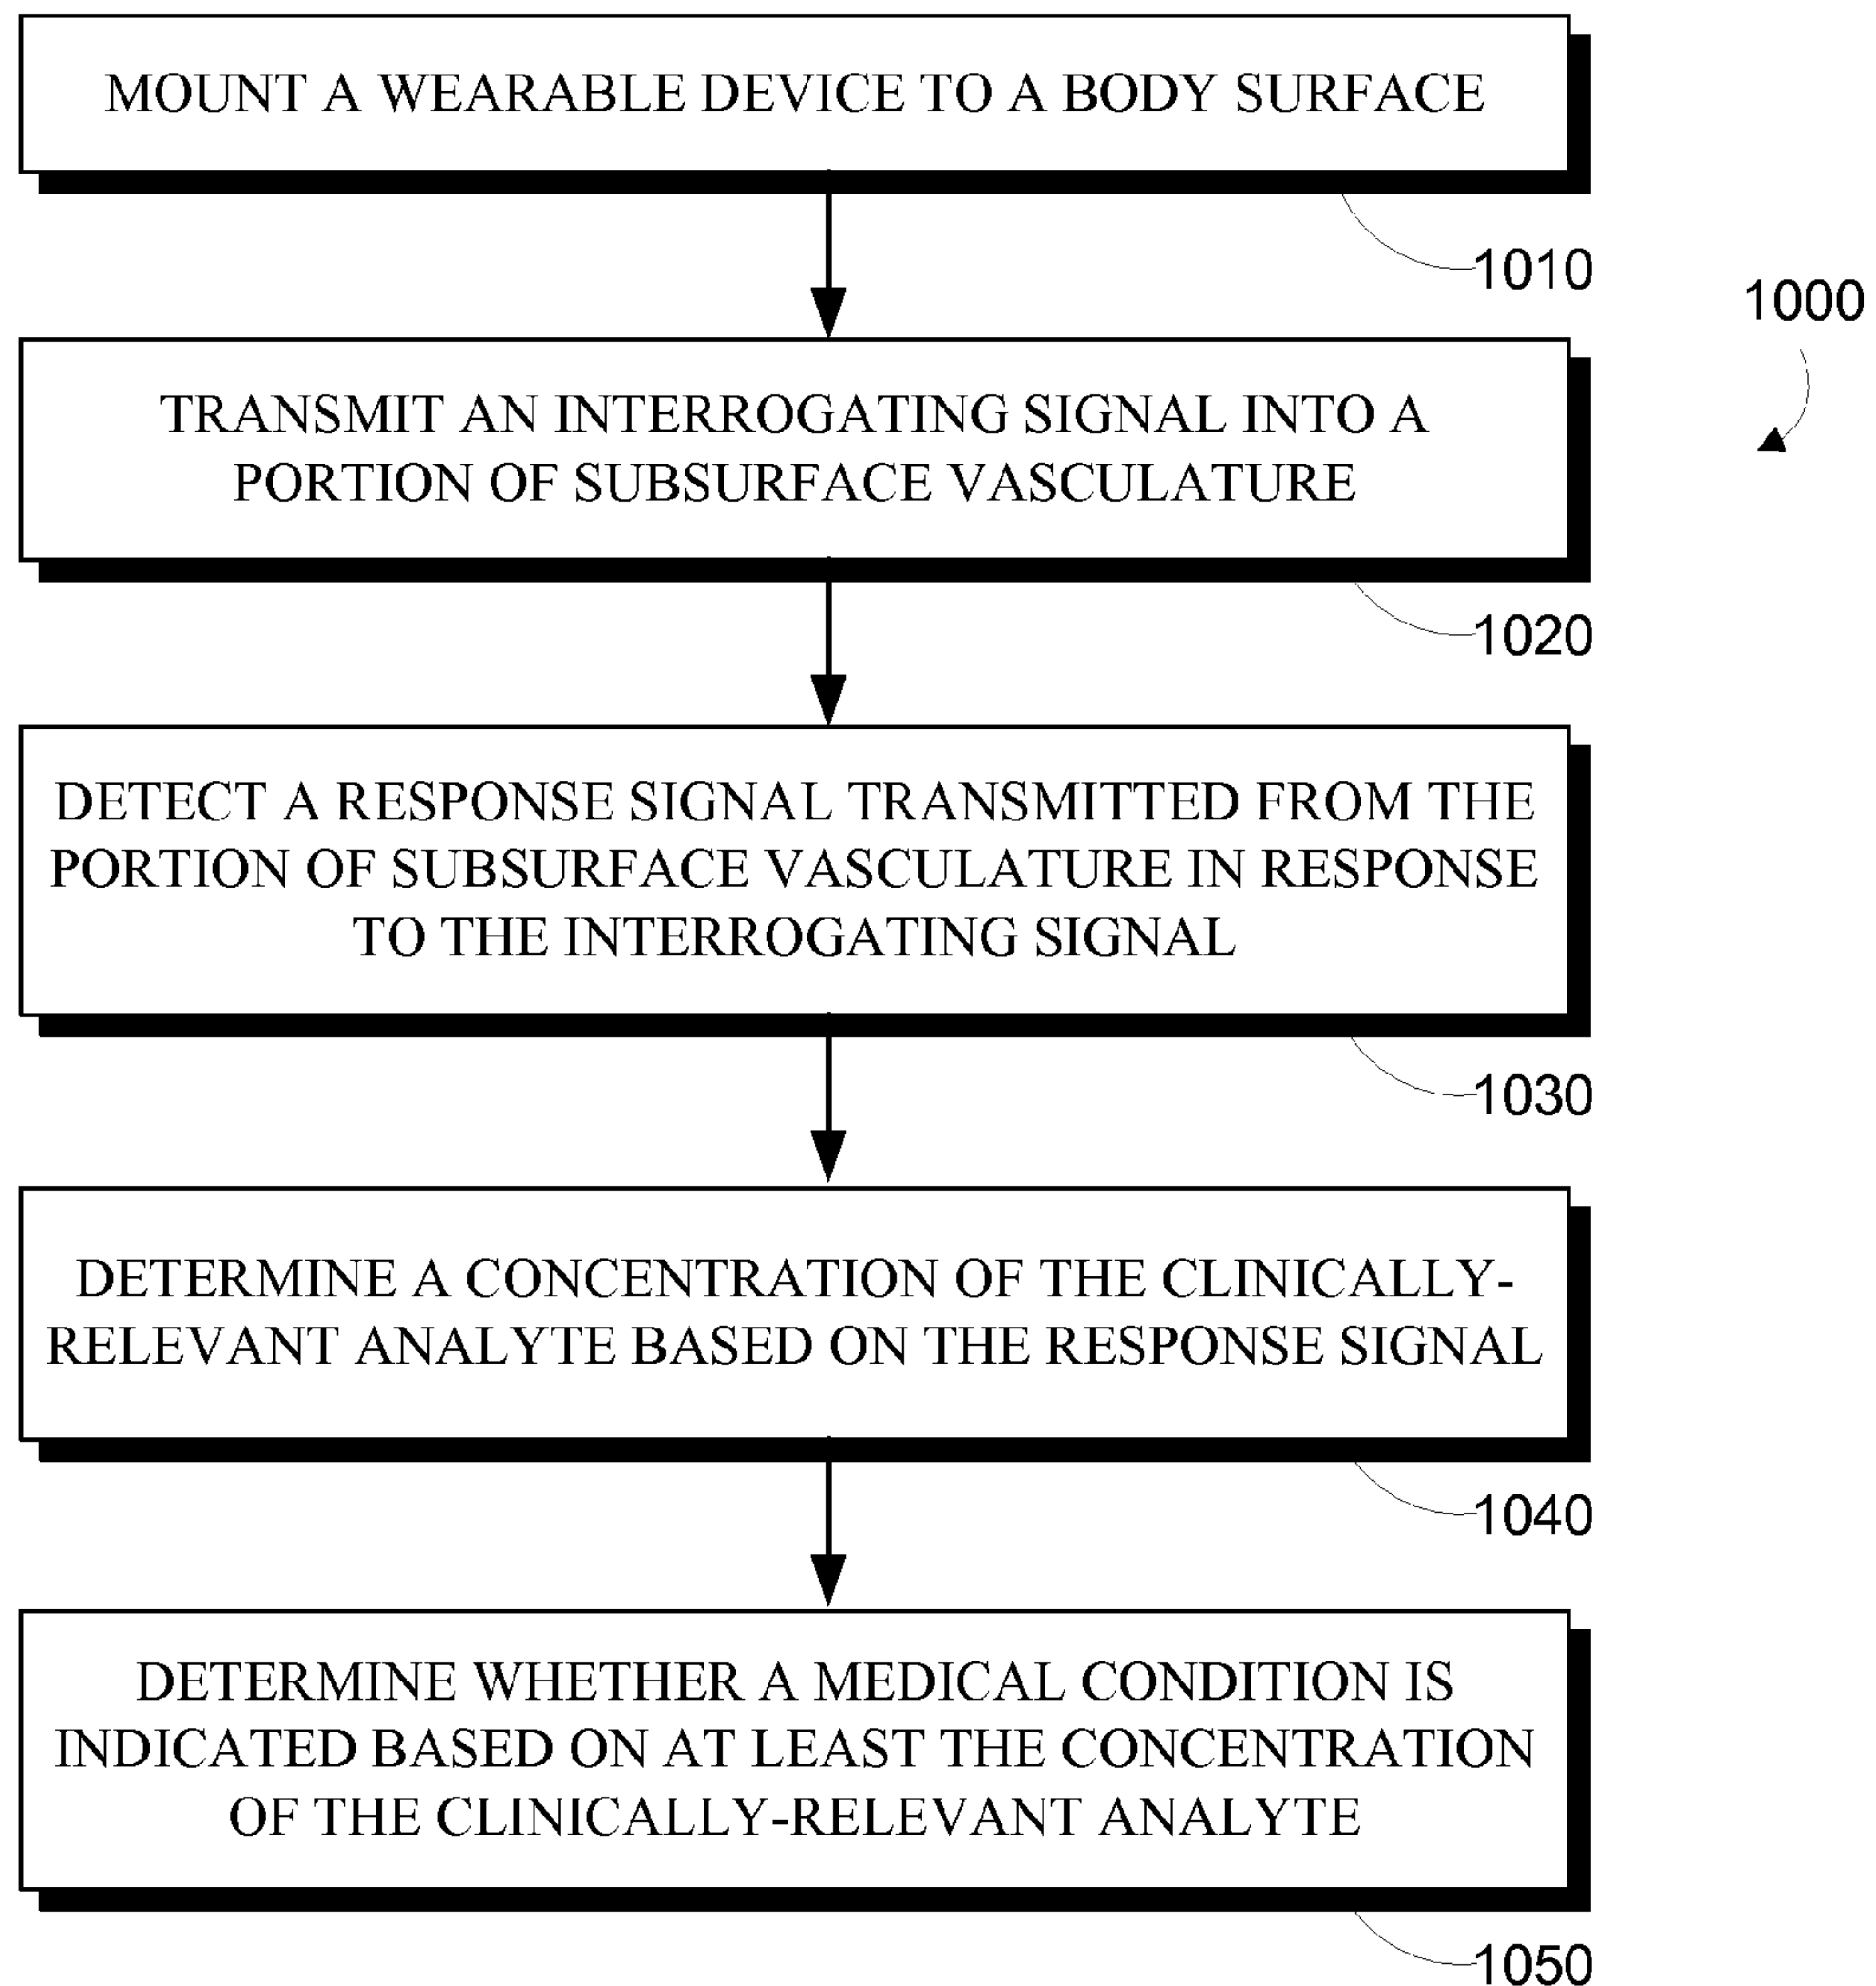 MOUNT A WEARABLE DEVICE TO A BODY SURFACE
1010
1000
TRANSMIT AN INTERROGATING SIGNAL INTO A
PORTION OF SUBSURFACE VASCULATURE
1020
DETECT A RESPONSE SIGNAL TRANSMITTED FROM THE
PORTION OF SUBSURFACE VASCULATURE IN RESPONSE
TO THE INTERROGATING SIGNAL
1030
DETERMINE A CONCENTRATION OF THE CLINICALLY-
RELEVANT ANALYTE BASED ON THE RESPONSE SIGNAL
1040
DETERMINE WHETHER A MEDICAL CONDITION IS
INDICATED BASED ON AT LEAST THE CONCENTRATION
OF THE CLINICALLY-RELEVANT ANALYTE
1050